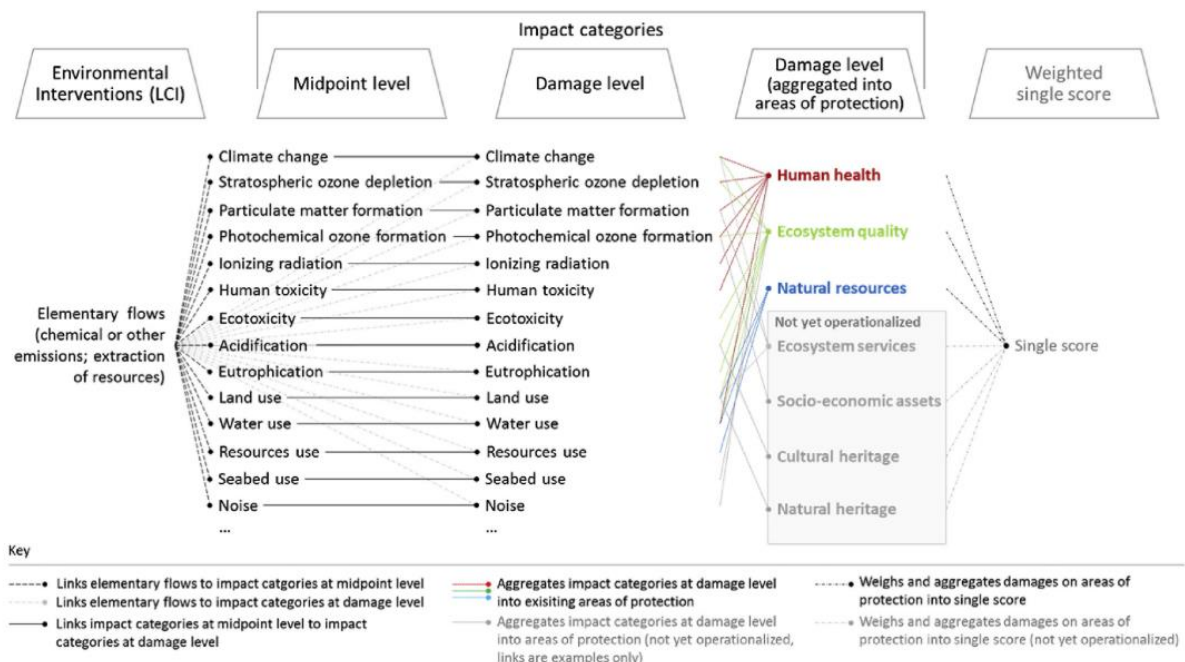 Impact categories
Environmental
Interventions (LCI)
Midpoint level
Damage level
Damage level
(aggregated into
areas of protection)
Weighted
single score
Elementary flows
(chemical or other
emissions; extraction
of resources)
Climate change
Stratospheric ozone depletion
Particulate matter formation
Photochemical ozone formation
Ionizing radiation
Human toxicity
Ecotoxicity
Acidification
Eutrophication
Land use
Water use
Resources use
Seabed use
Noise
...
Climate change
Stratospheric ozone depletion
Particulate matter formation
Photochemical ozone formation
Ionizing radiation
Human toxicity
Ecotoxicity
Acidification
Eutrophication
Land use
Water use
Resources use
Seabed use
Noise
...
Human health
Ecosystem quality
Natural resources
Not yet operationalized
Ecosystem services
Socio-economic assets
Cultural heritage
Natural heritage
Single score
Key
Links elementary flows to impact catgories at midpoint level
Links elementary flows to impact categories at damage level
Links impact categories at midpoint level to impact
categories at damage level
Aggregates impact categories at damage level
into exisiting areas of protection
Aggregates impact categories at damage level
into areas of protection (not yet operationalized,
links are examples only)
Weighs and aggregates damages on areas of
protection into single score
Weighs and aggregates damages on areas of
protection into single score (not yet operationalized)